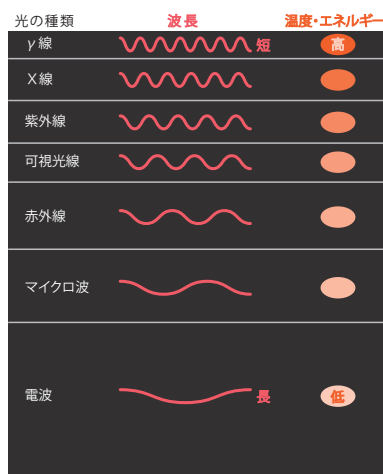 光の種類 波長 温度・エネルギー
γ線 短 高
X線
紫外線
可視光線
赤外線
マイクロ波
電波 長 低